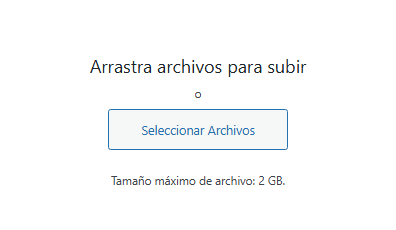 Arrastra archivos para subir
o
Seleccionar Archivos
Tamaño máximo de archivo: 2 GB.